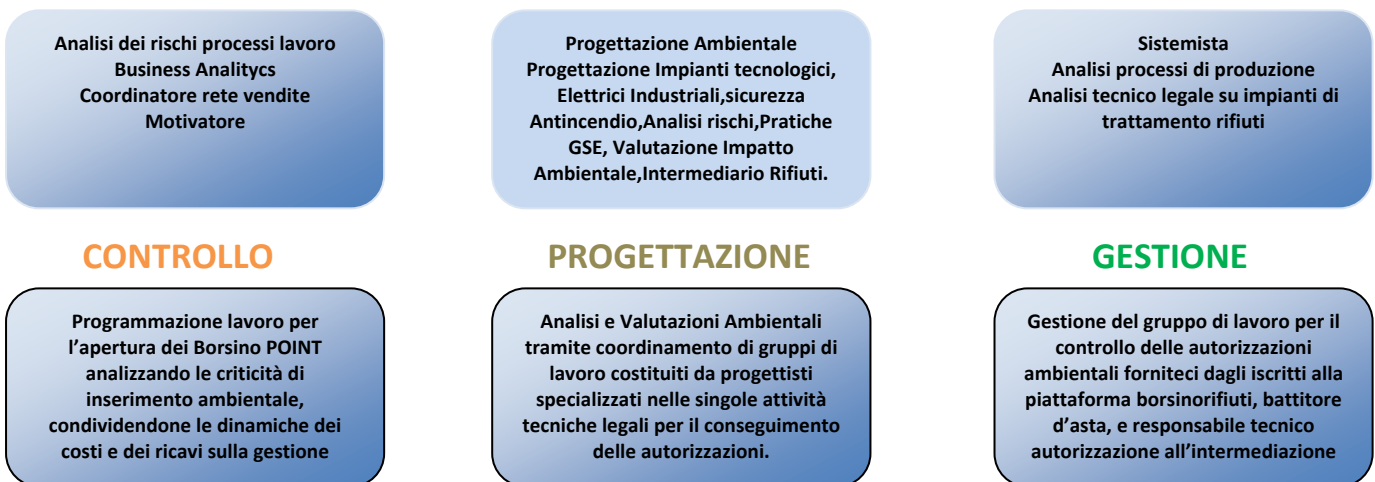 Analisi dei rischi processi lavoro
Business Analitycs
Coordinatore rete vendite
Motivatore
Progettazione Ambientale
Progettazione Impianti tecnologici,
Elettrici Industriali,sicurezza
Antincendio,Analisi rischi,Pratiche
GSE, Valutazione Impatto
Ambientale,Intermediario Rifiuti.
Sistemista
Analisi processi di produzione
Analisi tecnico legale su impianti di
trattamento rifiuti
CONTROLLO
PROGETTAZIONE
GESTIONE
Programmazione lavoro per
l’apertura dei Borsino POINT
analizzando le criticità di
inserimento ambientale,
condividendone le dinamiche dei
costi e dei ricavi sulla gestione
Analisi e Valutazioni Ambientali
tramite coordinamento di gruppi di
lavoro costituiti da progettisti
specializzati nelle singole attività
tecniche legali per il conseguimento
delle autorizzazioni.
Gestione del gruppo di lavoro per il
controllo delle autorizzazioni
ambientali forniteci dagli iscritti alla
piattaforma borsinorifiuti, battitore
d’asta, e responsabile tecnico
autorizzazione all’intermediazione